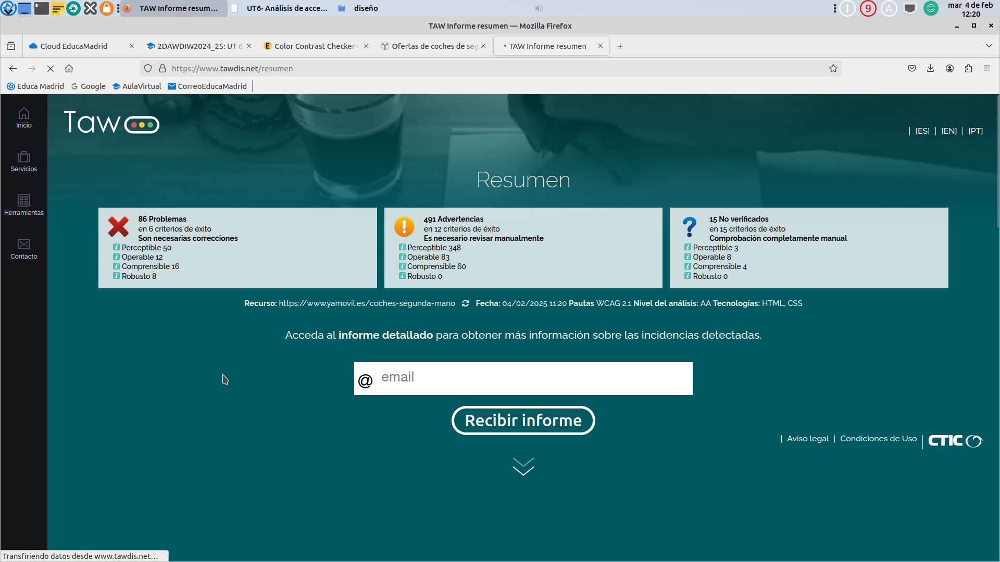 TAW Informe resum...
UT6- Análisis de acce...
diseño
9
A
mar 4 de feb
12:20
TAW Informe resumen — Mozilla Firefox
Cloud EducaMadrid
2DAWDIW2024_25: UT 6
Color Contrast Checker -
Ofertas de coches de seg
TAW Informe resumen
https://www.tawdis.net/resumen
Educa Madrid
Google
AulaVirtual
CorreoEducaMadrid
Inicio
Servicios
Herramientas
Contacto
Taw
[ES]
[EN]
[PT]
Resumen
86 Problemas
en 6 criterios de éxito
Son necesarias correcciones
Perceptible 50
Operable 12
Comprensible 16
Robusto 8
491 Advertencias
en 12 criterios de éxito
Es necesario revisar manualmente
Perceptible 348
Operable 83
Comprensible 60
Robusto 0
15 No verificados
en 15 criterios de éxito
Comprobación completamente manual
Perceptible 3
Operable 8
Comprensible 4
Robusto 0
Recurso: https://www.yamovil.es/coches-segunda-mano Fecha: 04/02/2025 11:20 Pautas WCAG 2.1 Nivel del análisis: AA Tecnologías: HTML, CSS
Acceda al informe detallado para obtener más información sobre las incidencias detectadas.
@ email
Recibir informe
Aviso legal
Condiciones de Uso
CTIC
Transfiriendo datos desde www.tawdis.net...